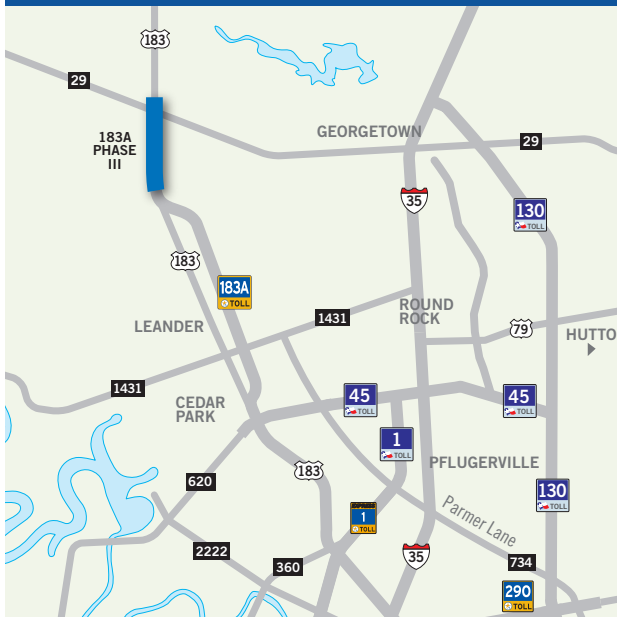 183
29
183A
PHASE
III
GEORGETOWN
29
35
130
TOLL
183
183A
TOLL
LEANDER
1431
ROUND
ROCK
79
HUTTO
1431
CEDAR
PARK
45
TOLL
45
TOLL
1
TOLL
183
PFLUGERVILLE
620
130
TOLL
EXPRESS
1
TOLL
Parmer Lane
2222
360
35
734
290
TOLL